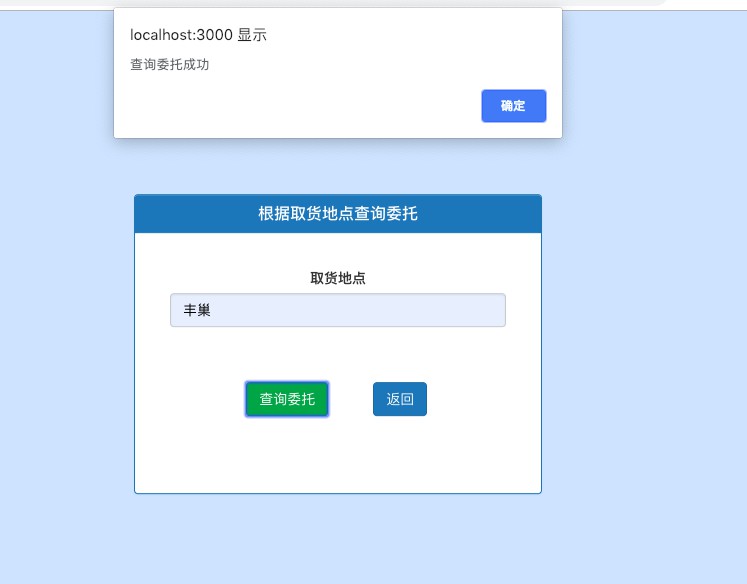 localhost:3000 显示
查询委托成功
确定
根据取货地点查询委托
取货地点
丰巢
查询委托
返回